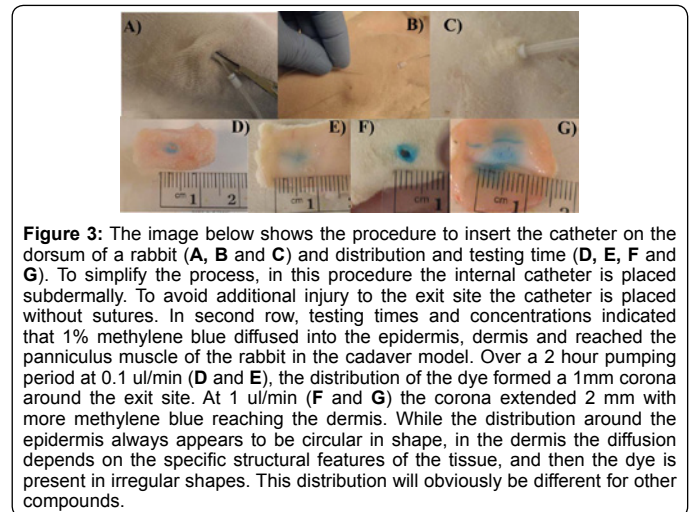 A) B) C)
D) E) F) G)
cm 1 2
cm 1
cm 1
cm 1
Figure 3: The image below shows the procedure to insert the catheter on the
dorsum of a rabbit (A, B and C) and distribution and testing time (D, E, F and
G). To simplify the process, in this procedure the internal catheter is placed
subdermally. To avoid additional injury to the exit site the catheter is placed
without sutures. In second row, testing times and concentrations indicated
that 1% methylene blue diffused into the epidermis, dermis and reached the
panniculus muscle of the rabbit in the cadaver model. Over a 2 hour pumping
period at 0.1 ul/min (D and E), the distribution of the dye formed a 1mm corona
around the exit site. At 1 ul/min (F and G) the corona extended 2 mm with
more methylene blue reaching the dermis. While the distribution around the
epidermis always appears to be circular in shape, in the dermis the diffusion
depends on the specific structural features of the tissue, and then the dye is
present in irregular shapes. This distribution will obviously be different for other
compounds.